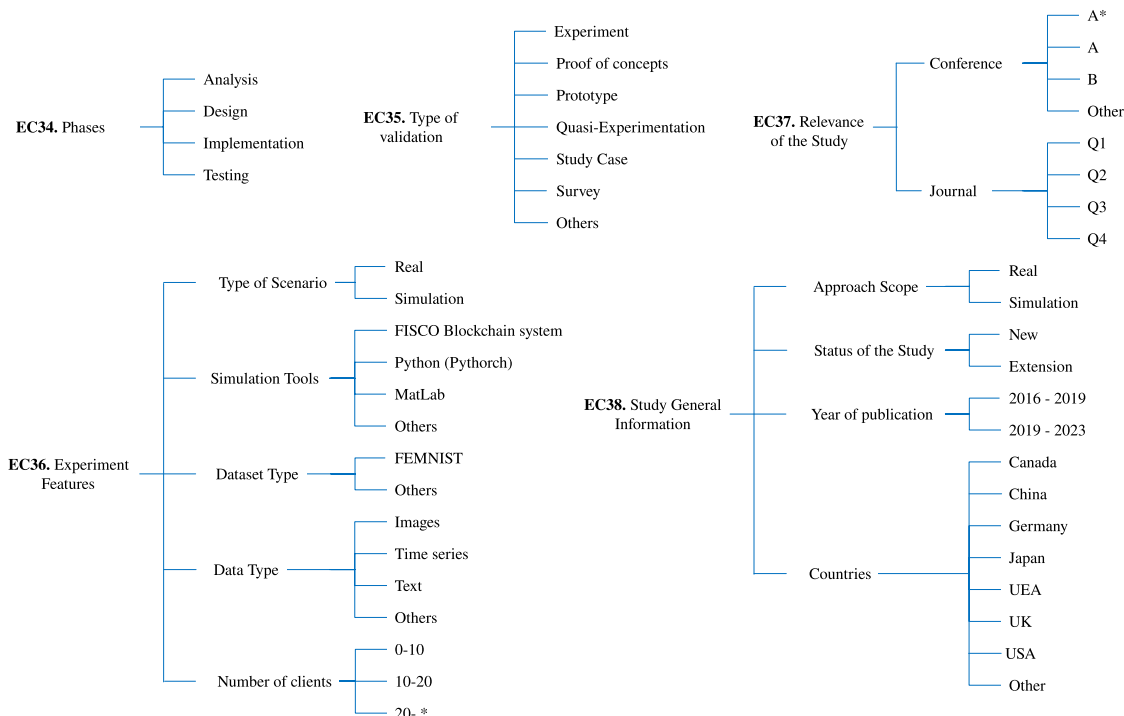 EC34. Phases
Analysis
Design
Implementation
Testing
EC35. Type of
validation
Experiment
Proof of concepts
Prototype
Quasi-Experimentation
Study Case
Survey
Others
EC37. Relevance
of the Study
Conference
A*
A
B
Other
Journal
Q1
Q2
Q3
Q4
EC36. Experiment
Features
Type of Scenario
Real
Simulation
Simulation Tools
FISCO Blockchain system
Python (Pythorch)
MatLab
Others
Dataset Type
FEMNIST
Others
Data Type
Images
Time series
Text
Others
Number of clients
0-10
10-20
20- *
EC38. Study General
Information
Approach Scope
Real
Simulation
Status of the Study
New
Extension
Year of publication
2016 - 2019
2019 - 2023
Countries
Canada
China
Germany
Japan
UEA
UK
USA
Other